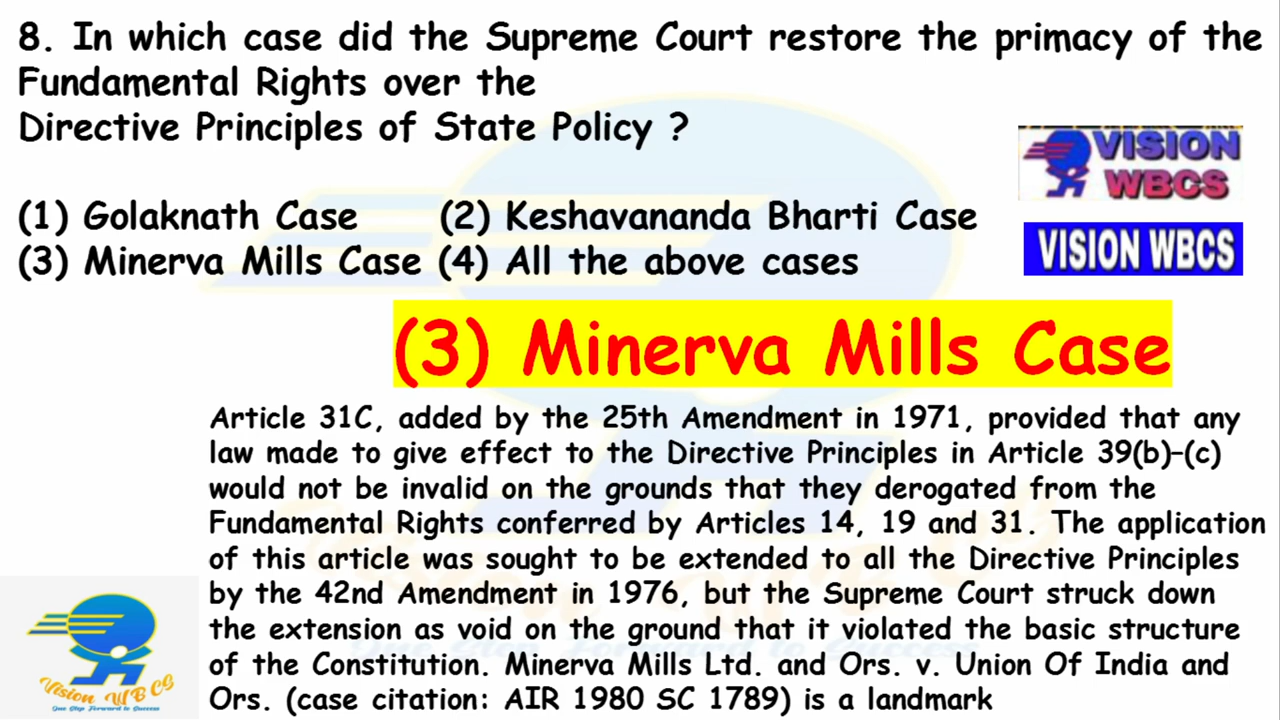 8. In which case did the Supreme Court restore the primacy of the
Fundamental Rights over the
Directive Principles of State Policy ?
VISION
WBCS
(1) Golaknath Case (2) Keshavananda Bharti Case
VISION WBCS
(3) Minerva Mills Case (4) All the above cases
(3) Minerva Mills Case
Article 31C, added by the 25th Amendment in 1971, provided that any
law made to give effect to the Directive Principles in Article 39(b)–(c)
would not be invalid on the grounds that they derogated from the
Fundamental Rights conferred by Articles 14, 19 and 31. The application
of this article was sought to be extended to all the Directive Principles
by the 42nd Amendment in 1976, but the Supreme Court struck down
the extension as void on the ground that it violated the basic structure
of the Constitution. Minerva Mills Ltd. and Ors. v. Union Of India and
Ors. (case citation: AIR 1980 SC 1789) is a landmark
Vision WBCS
One Step Forward to Success